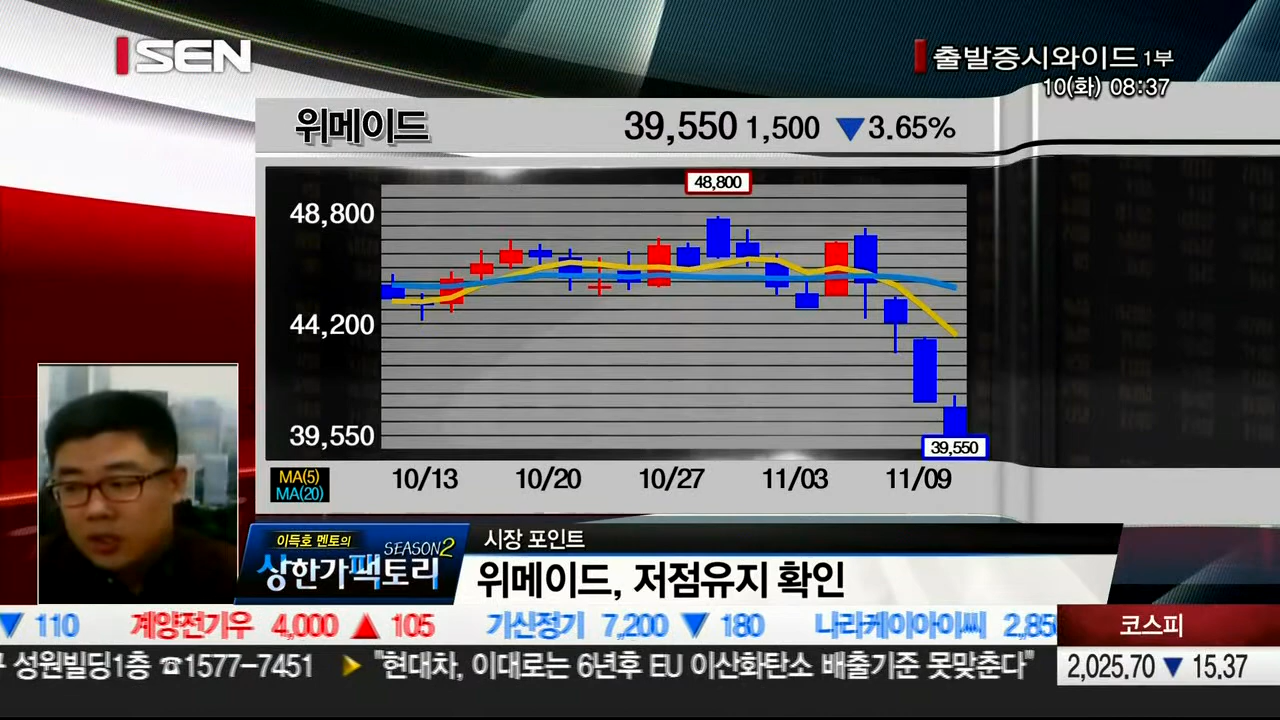 SEN
출발증시와이드 1부
10(화) 08:37
위메이드 39,550 1,500 ▼3.65%
48,800
48,800
44,200
39,550
39,550
MA(5)
MA(20)
10/13 10/20 10/27 11/03 11/09
이득호 멘토의
SEASON2
상한가팩토리
시장 포인트
위메이드, 저점유지 확인
▼ 110 계양전기우 4,000 ▲ 105 가신정기 7,200 ▼ 180 나라케이아이씨 2,850
코스피
성원빌딩1층 ☎1577-7451 ▶ "현대차, 이대로는 6년후 EU 이산화탄소 배출기준 못맞춘다"
2,025.70 ▼ 15.37